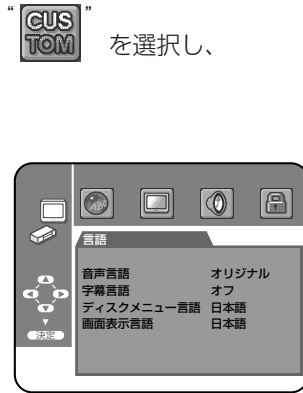 “ CUSTOM ” を選択し、
ABC
言語
音声言語 オリジナル
字幕言語 オフ
ディスクメニュー言語 日本語
画面表示言語 日本語
決定